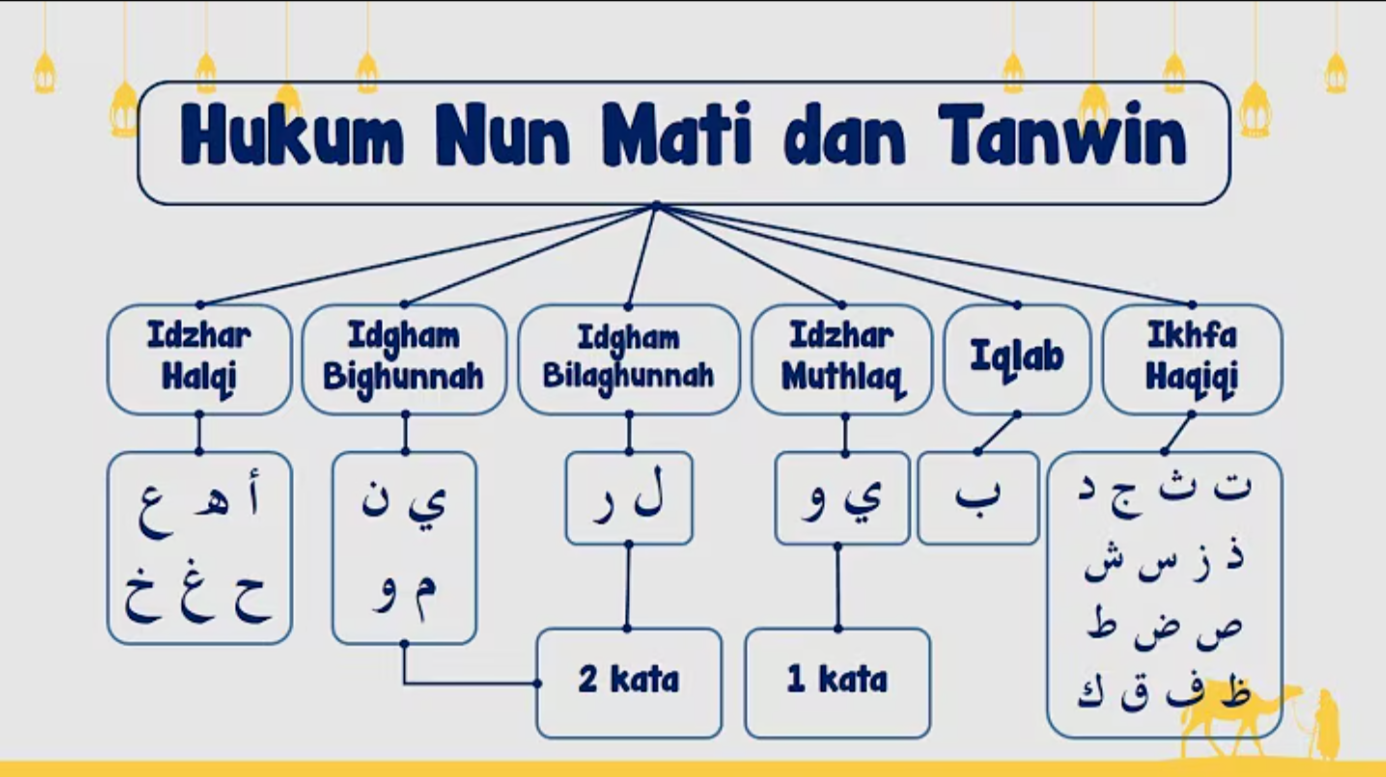 Hukum Nun Mati dan Tanwin
Idzhar
Halqi
Idgham
Bighunnah
Idgham
Bilaghunnah
Idzhar
Muthlaq
Iqlab
Ikhfa
Haqiqi
أ ه ع
ح غ خ
ي ن
م و
ل ر
ي و
ب
ت ث ج د
ذ ز س ش
ص ض ط
ظ ف ق ك
2 kata
1 kata